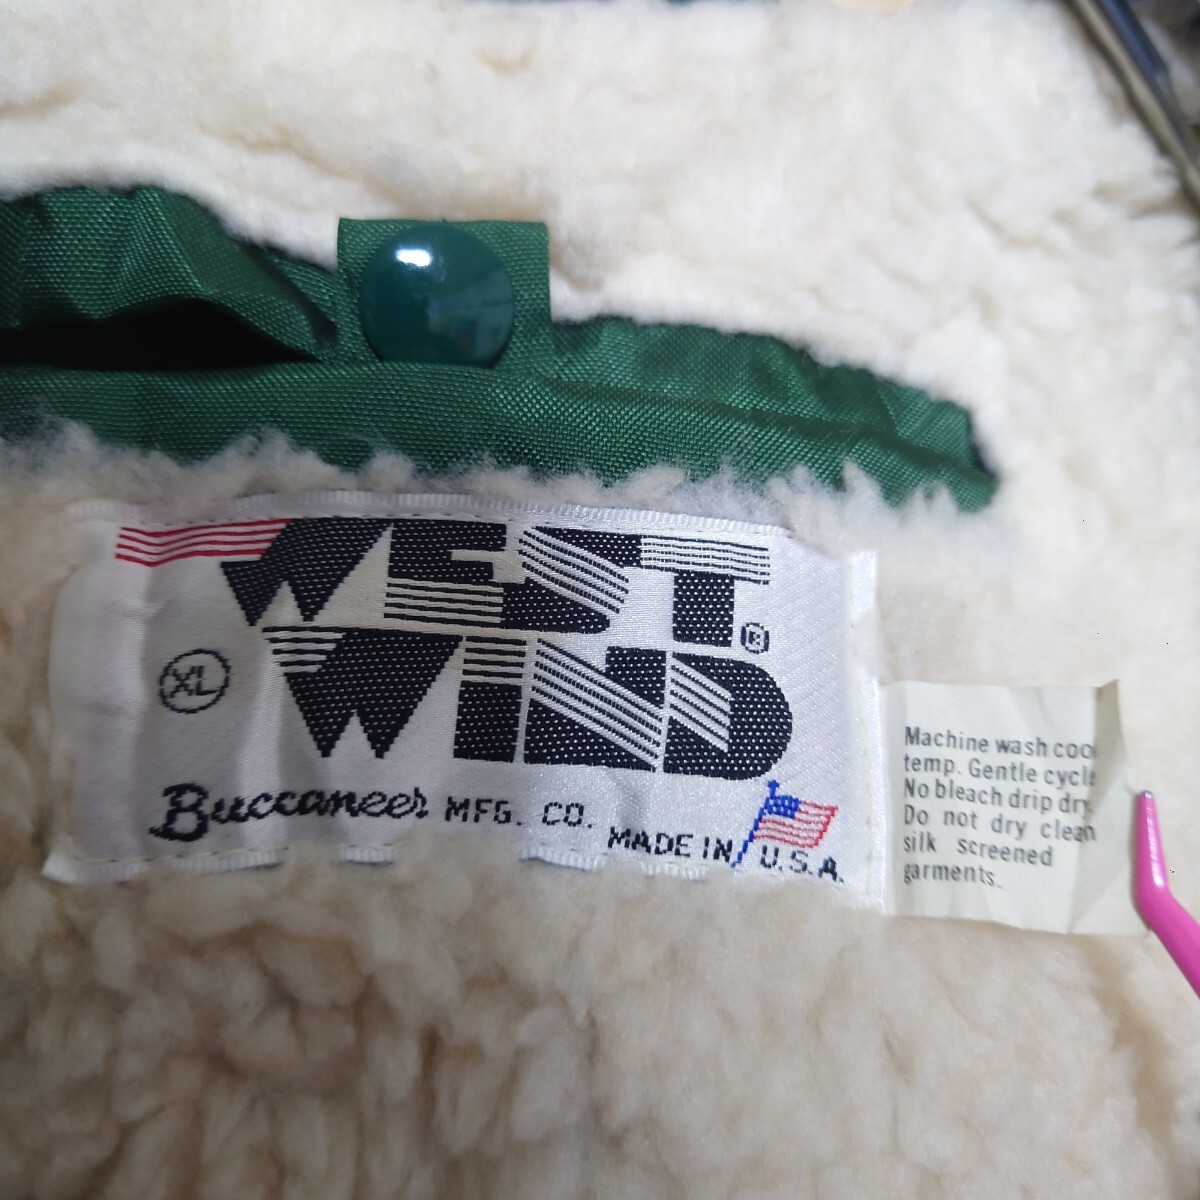 WEST
WIND ®
XL
Buccaneer MFG. CO.
MADE IN U.S.A.
Machine wash cool
temp. Gentle cycle
No bleach drip dry.
Do not dry clean
silk screened
garments.